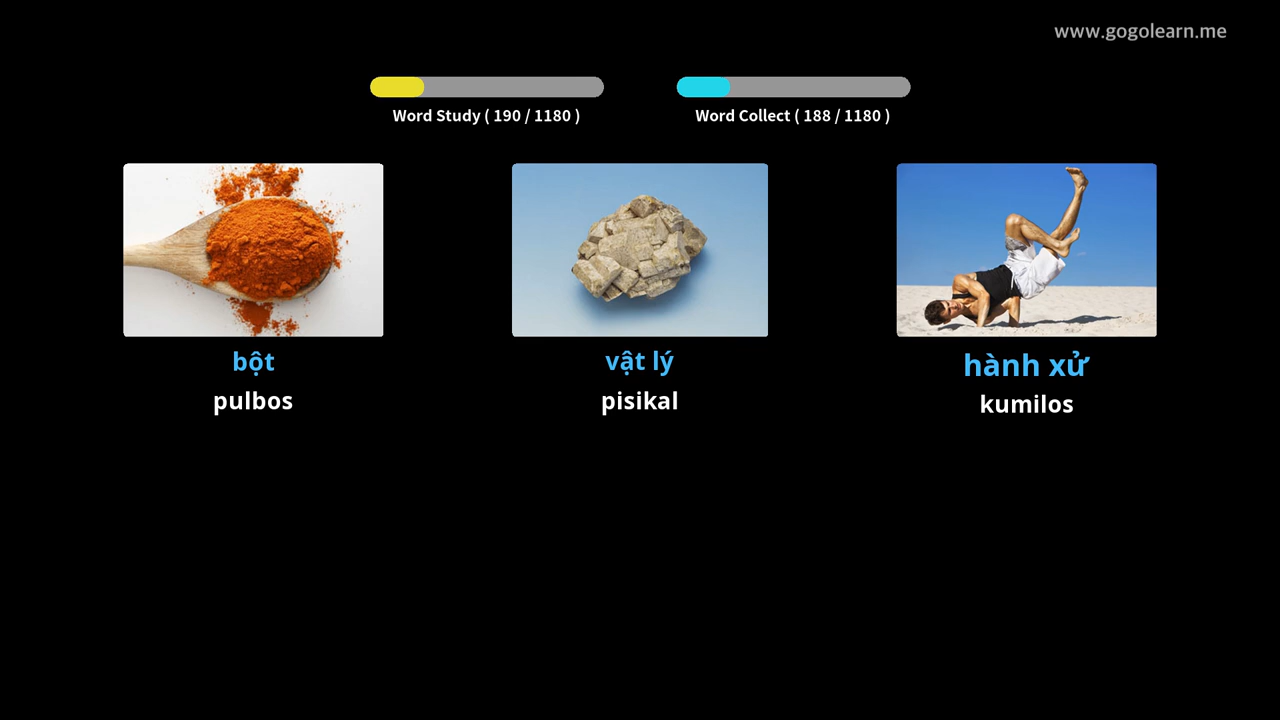 www.gogolearn.me
Word Study ( 190 / 1180 )
Word Collect ( 188 / 1180 )
bột
pulbos
vật lý
pisikal
hành xử
kumilos